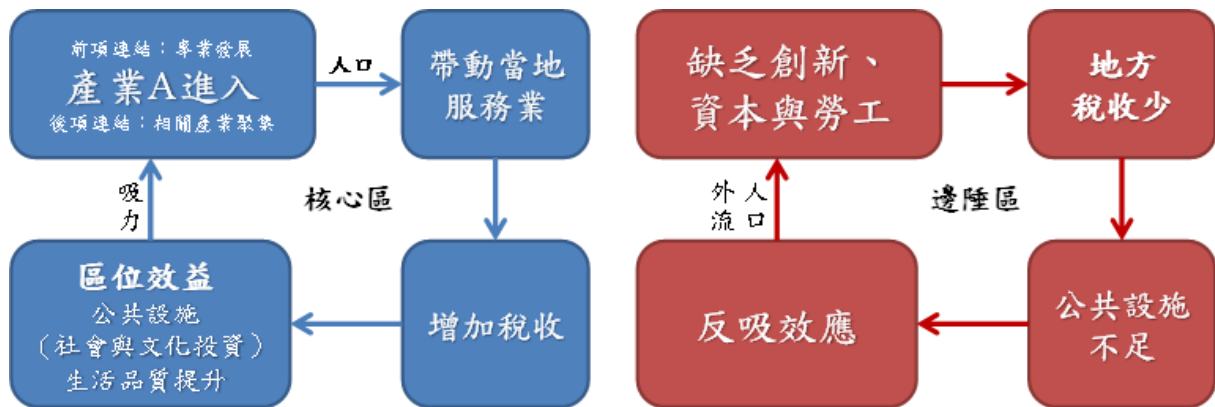 前項連結：專業發展
產業A進入
後項連結：相關產業聚集
人口
帶動當地
服務業
吸
力
核心區
區位效益
公共設施
（社會與文化投資）
生活品質提升
增加稅收
缺乏創新、
資本與勞工
地方
稅收少
人口
外流
邊陲區
反吸效應
公共設施
不足